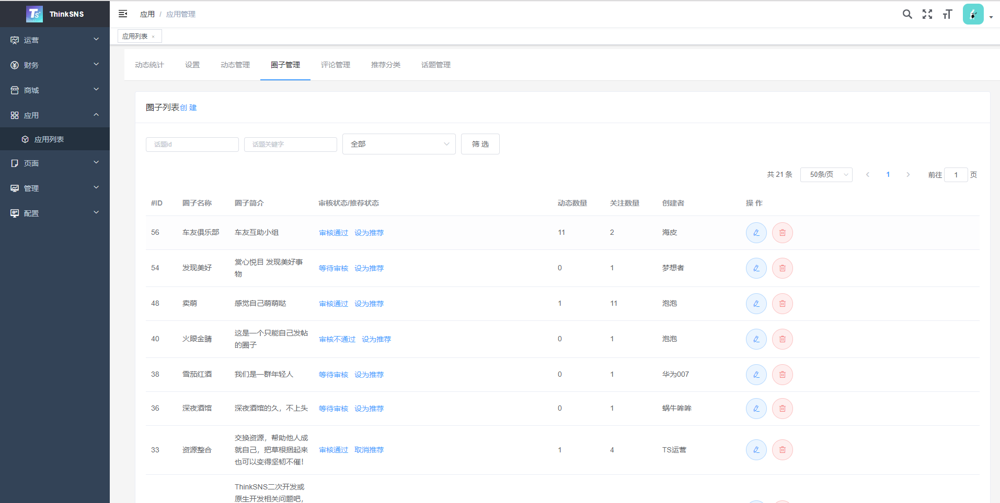 Ts ThinkSNS
应用 / 应用管理
应用列表 ×
运营
财务
商城
应用
应用列表
页面
管理
配置
动态统计 设置 动态管理 圈子管理 评论管理 推荐分类 话题管理
圈子列表创 建
话题id 话题关键字 全部 筛 选
共 21 条 50条/页 1 前往 1 页
#ID 圈子名称 圈子简介 审核状态/推荐状态 动态数量 关注数量 创建者 操 作
56 车友俱乐部 车友互助小组 审核通过 设为推荐 11 2 海皮
54 发现美好 赏心悦目 发现美好事
物 等待审核 设为推荐 0 1 梦想者
48 卖萌 感觉自己萌萌哒 审核通过 设为推荐 1 11 泡泡
40 火眼金睛 这是一个只能自己发帖
的圈子 审核不通过 设为推荐 0 1 泡泡
38 雪茄红酒 我们是一群年轻人 等待审核 设为推荐 0 1 华为007
36 深夜酒馆 深夜酒馆的久，不上头 等待审核 设为推荐 0 1 蜗牛哞哞
33 资源整合 交换资源，帮助他人成
就自己，把草根捆起来
也可以变得坚韧不催！ 审核通过 取消推荐 1 4 TS运营
ThinkSNS二次开发或
原生开发相关问题吧，